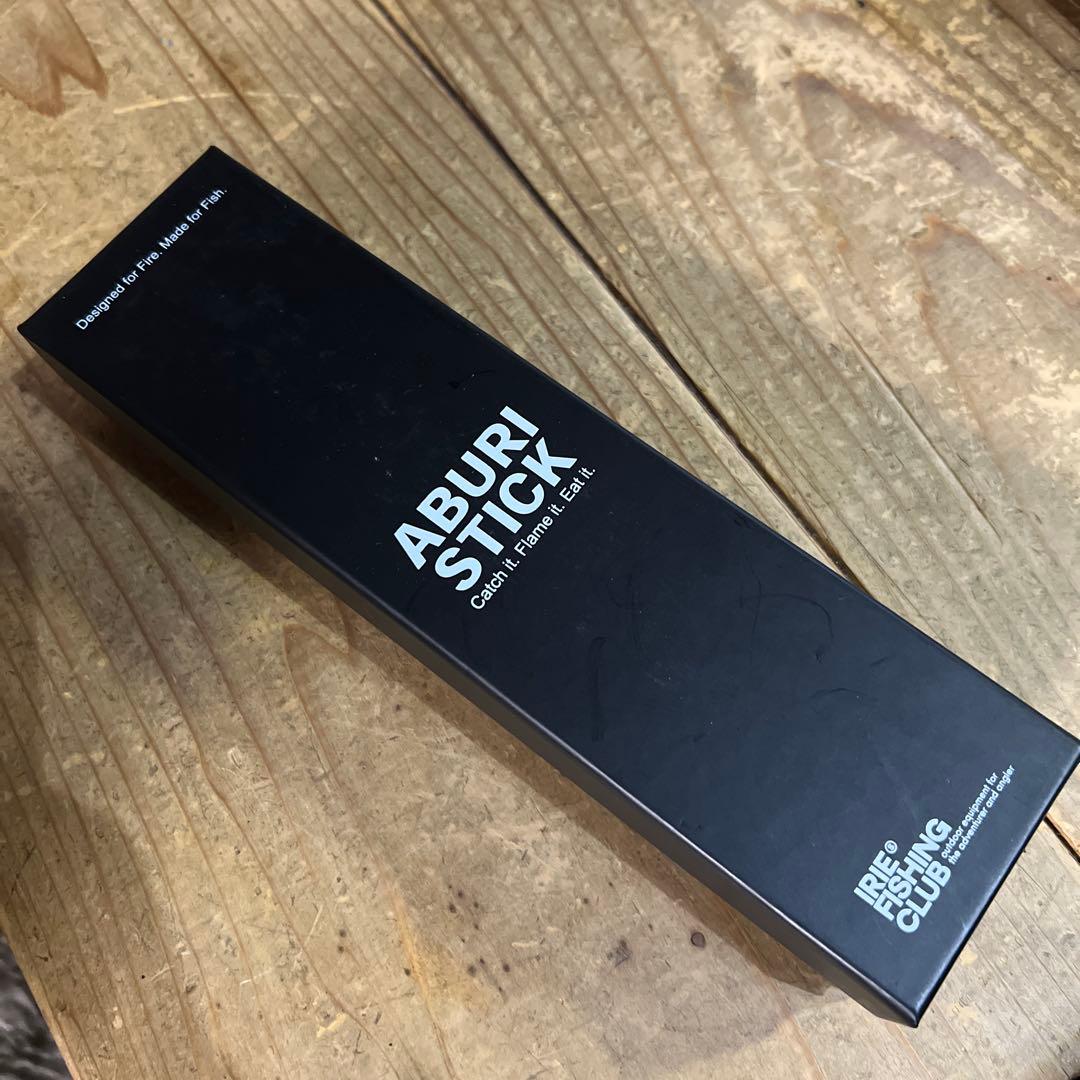 Designed for Fire. Made for Fish.
ABURI
STICK
Catch it. Flame it. Eat it.
IRIE
FISHING
CLUB
outdoor equipment for
the adventurer and angler